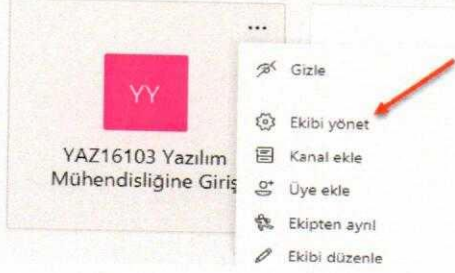 ...
Gizle
YY
Ekibi yönet
YAZ16103 Yazılım
Mühendisliğine Giriş
Kanal ekle
Üye ekle
Ekipten ayrıl
Ekibi düzenle